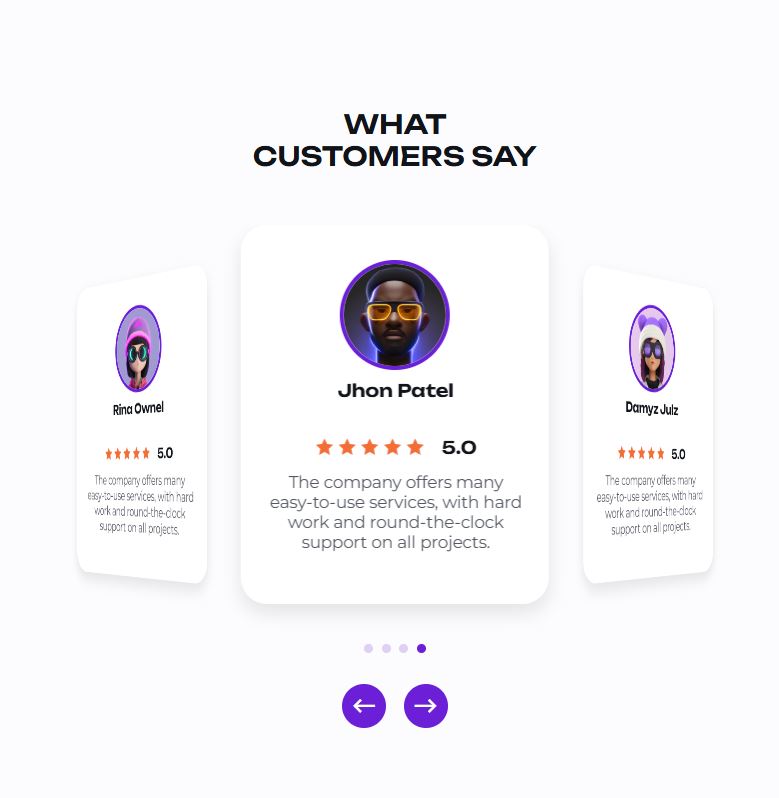 WHAT
CUSTOMERS SAY
Rina Ownel
5.0
The company offers many
easy-to-use services, with hard
work and round-the-clock
support on all projects.
Jhon Patel
5.0
The company offers many
easy-to-use services, with hard
work and round-the-clock
support on all projects.
Damyz Julz
5.0
The company offers many
easy-to-use services, with hard
work and round-the-clock
support on all projects.